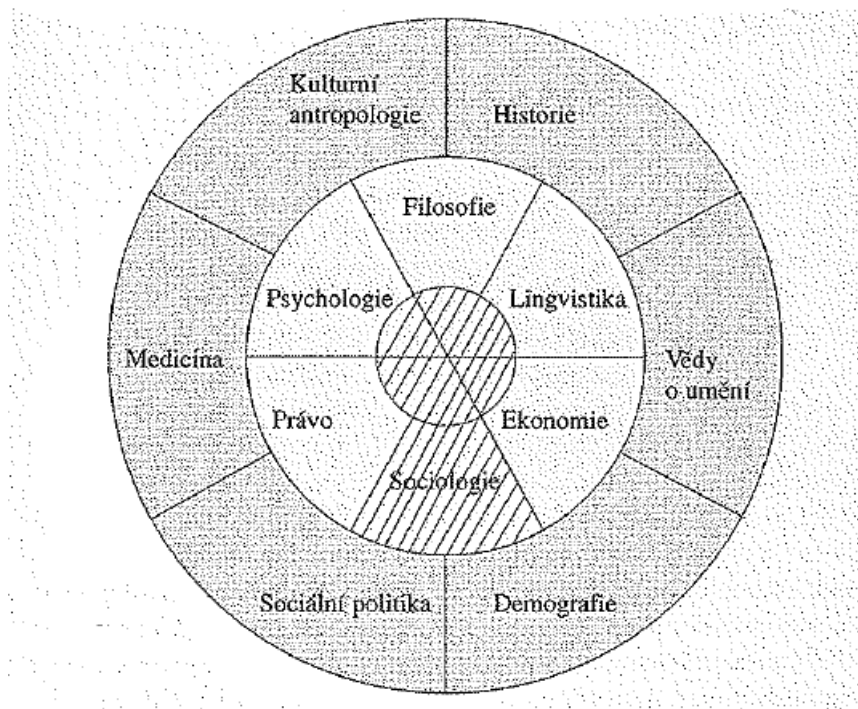 Kulturní
antropologie
Historie
Filosofie
Psychologie
Lingvistika
Medicína
Vědy
o umění
Právo
Ekonomie
Sociologie
Sociální politika
Demografie